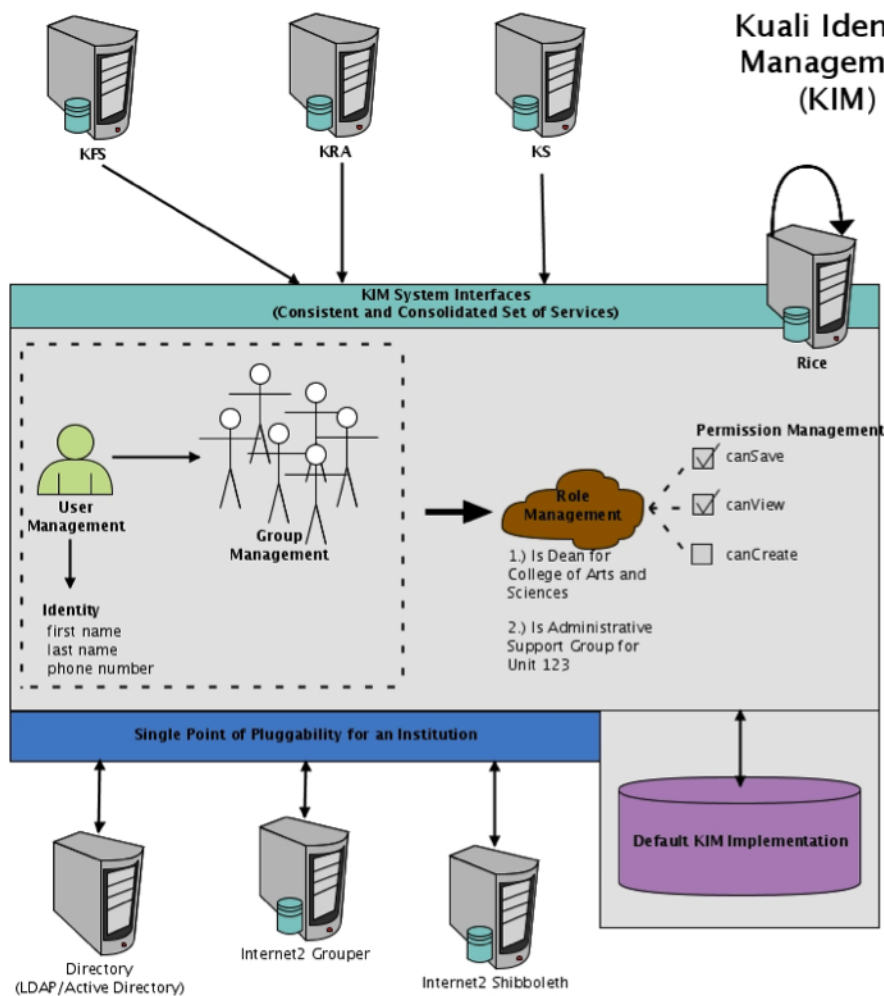 Kuali Iden
Managem
(KIM)
KFS
KRA
KS
KIM System Interfaces
(Consistent and Consolidated Set of Services)
Rice
User
Management
Group
Management
Identity
first name
last name
phone number
Role
Management
1.) Is Dean for
College of Arts and
Sciences
2.) Is Administrative
Support Group for
Unit 123
Permission Management
canSave
canView
canCreate
Single Point of Pluggability for an Institution
Default KIM Implementation
Directory
(LDAP/Active Directory)
Internet2 Grouper
Internet2 Shibboleth